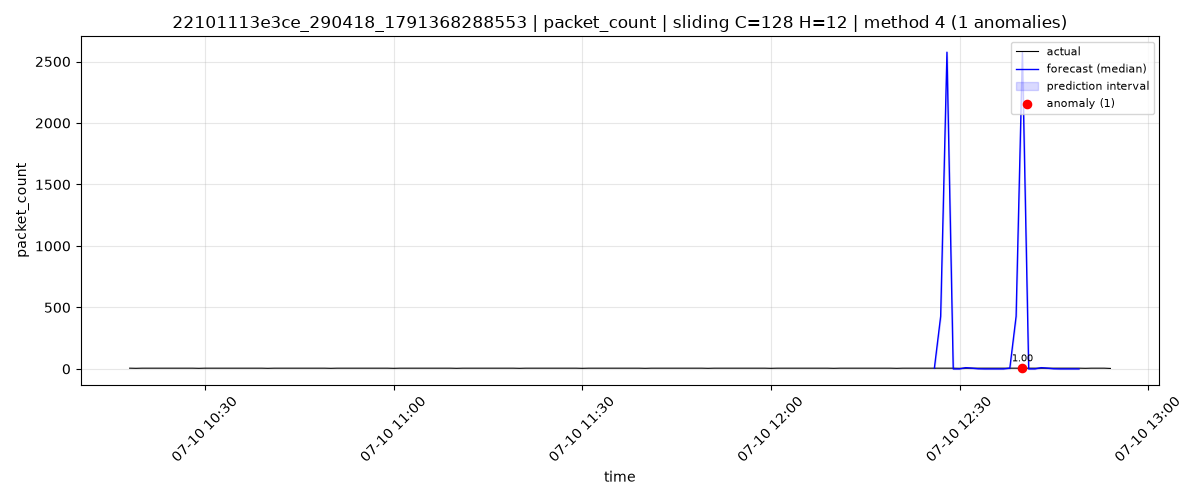 22101113e3ce_290418_1791368288553 | packet_count | sliding C=128 H=12 | method 4 (1 anomalies)
actual
forecast (median)
prediction interval
anomaly (1)
packet_count
2500
2000
1500
1000
500
0
1.00
07-10 10:30
07-10 11:00
07-10 11:30
07-10 12:00
07-10 12:30
07-10 13:00
time